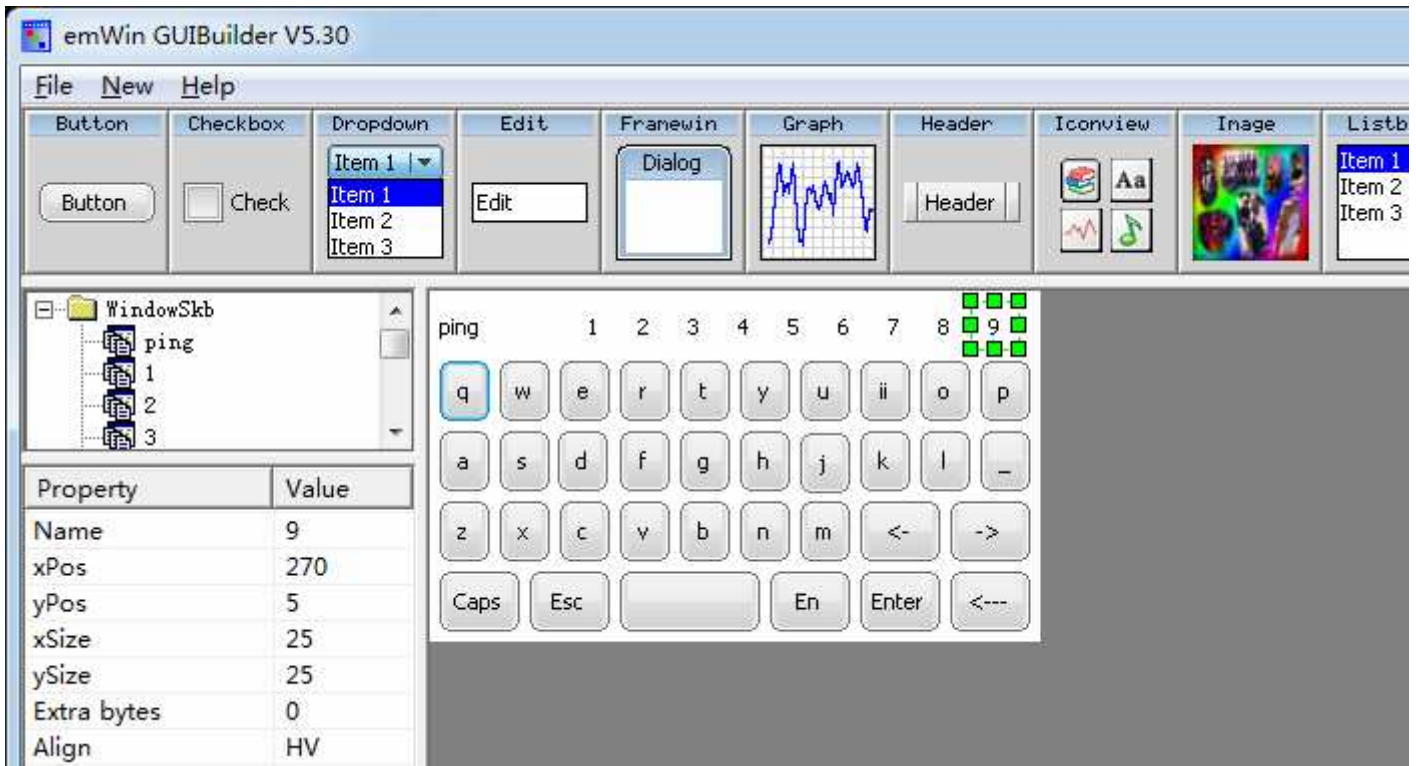 emWin GUIBuilder V5.30
File New Help
Button Checkbox Dropdown Edit Framewin Graph Header Iconview Image Listb
Item 1 Dialog Item 1
Button Check Item 1 Edit Header Aa Item 2
Item 2 Item 3
Item 3
WindowSkb
ping
1
2
3
ping 1 2 3 4 5 6 7 8 9
q w e r t y u ii o p
a s d f g h j k l _
z x c v b n m <- ->
Caps Esc En Enter <---
Property Value
Name 9
xPos 270
yPos 5
xSize 25
ySize 25
Extra bytes 0
Align HV